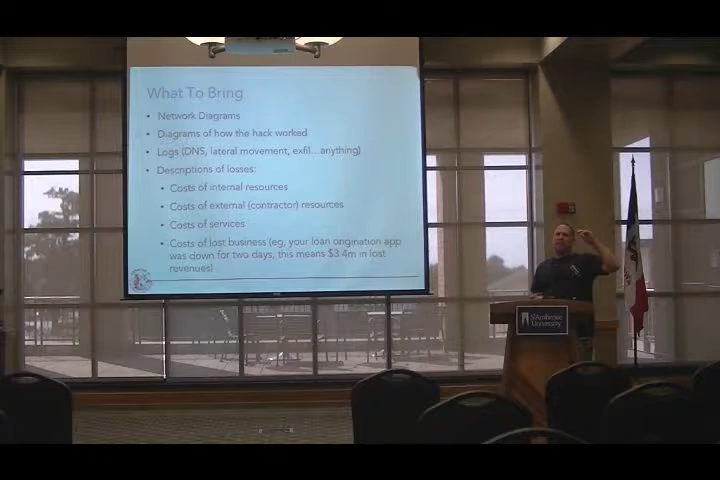 What To Bring
• Network Diagrams
• Diagrams of how the hack worked
• Logs (DNS, lateral movement, exfil...anything)
• Descriptions of losses:
• Costs of internal resources
• Costs of external (contractor) resources
• Costs of services
• Costs of lost business (eg, your loan origination app
was down for two days, this means $3.4m in lost
revenues)
St. Ambrose
University